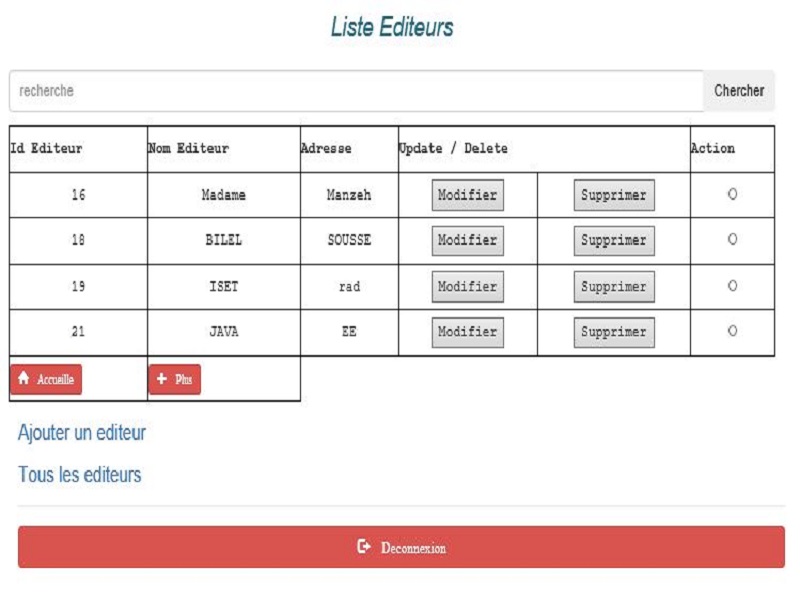 Liste Editeurs
recherche Chercher
Id Editeur Nom Editeur Adresse Update / Delete Action
16 Madame Manzeh Modifier Supprimer
18 BILEL SOUSSE Modifier Supprimer
19 ISET rad Modifier Supprimer
21 JAVA EE Modifier Supprimer
Accueille Plus
Ajouter un editeur
Tous les editeurs
Deconnexion